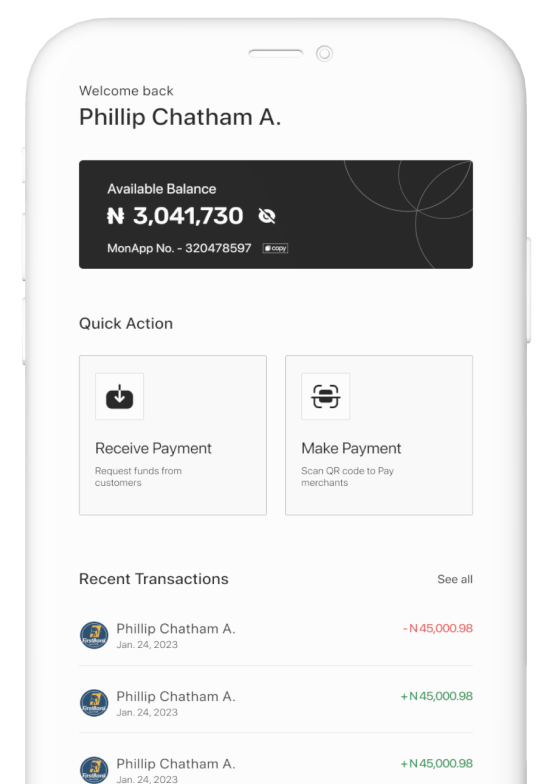 Welcome back
Phillip Chatham A.
Available Balance
₦ 3,041,730
MonApp No. - 320478597 copy
Quick Action
Receive Payment
Request funds from
customers
Make Payment
Scan QR code to Pay
merchants
Recent Transactions See all
FirstBank Phillip Chatham A. -N45,000.98
Jan. 24, 2023
FirstBank Phillip Chatham A. +N45,000.98
Jan. 24, 2023
FirstBank Phillip Chatham A. +N45,000.98
Jan. 24, 2023